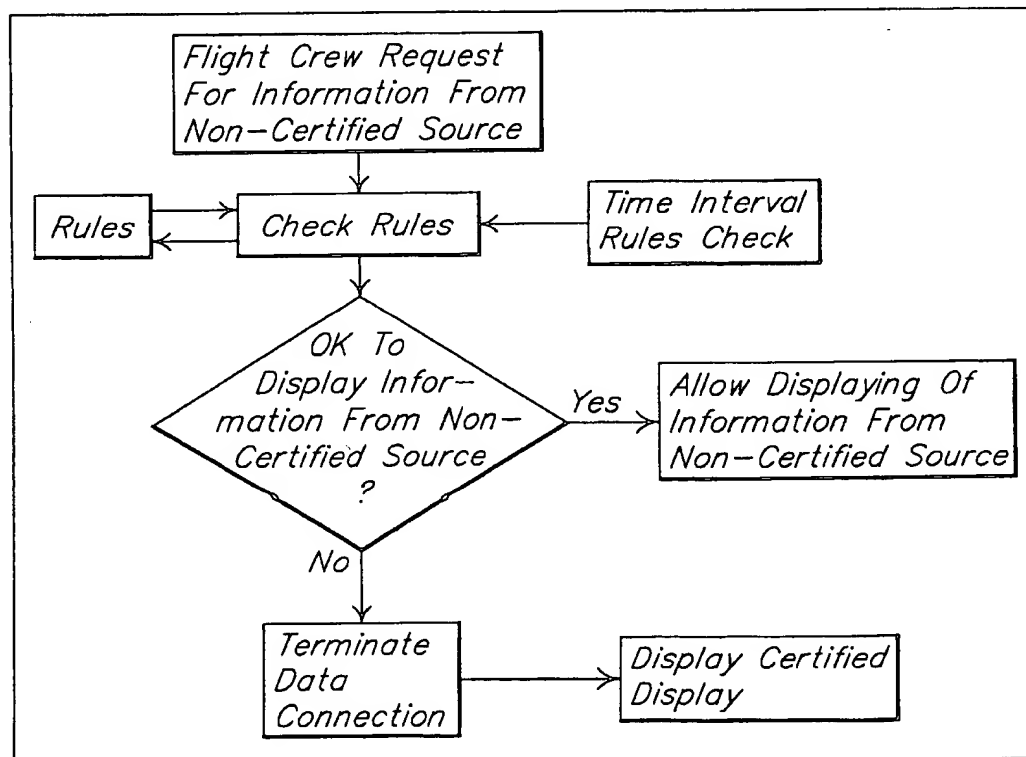 Flight Crew Request
For Information From
Non-Certified Source
Rules
Check Rules
Time Interval
Rules Check
OK To
Display Infor-
mation From Non-
Certified Source
?
Yes
Allow Displaying Of
Information From
Non-Certified Source
No
Terminate
Data
Connection
Display Certified
Display